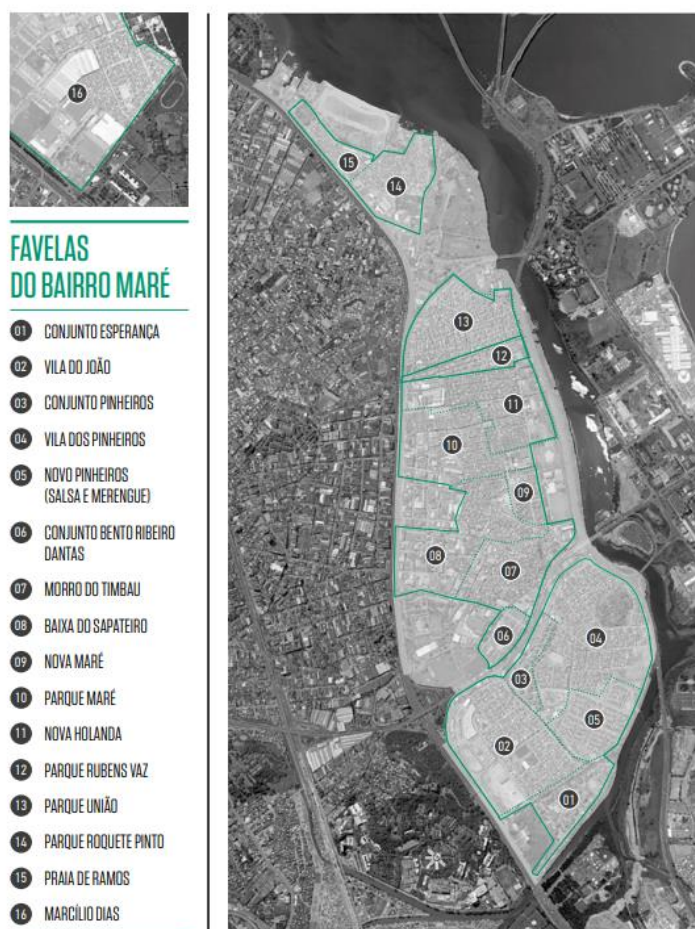 16
FAVELAS
DO BAIRRO MARÉ
01 CONJUNTO ESPERANÇA
02 VILA DO JOÃO
03 CONJUNTO PINHEIROS
04 VILA DOS PINHEIROS
05 NOVO PINHEIROS
(SALSA E MERENGUE)
06 CONJUNTO BENTO RIBEIRO
DANTAS
07 MORRO DO TIMBAU
08 BAIXA DO SAPATEIRO
09 NOVA MARÉ
10 PARQUE MARÉ
11 NOVA HOLANDA
12 PARQUE RUBENS VAZ
13 PARQUE UNIÃO
14 PARQUE ROQUETE PINTO
15 PRAIA DE RAMOS
16 MARCÍLIO DIAS
15
14
13
12
11
10
09
08
07
06
04
03
05
02
01